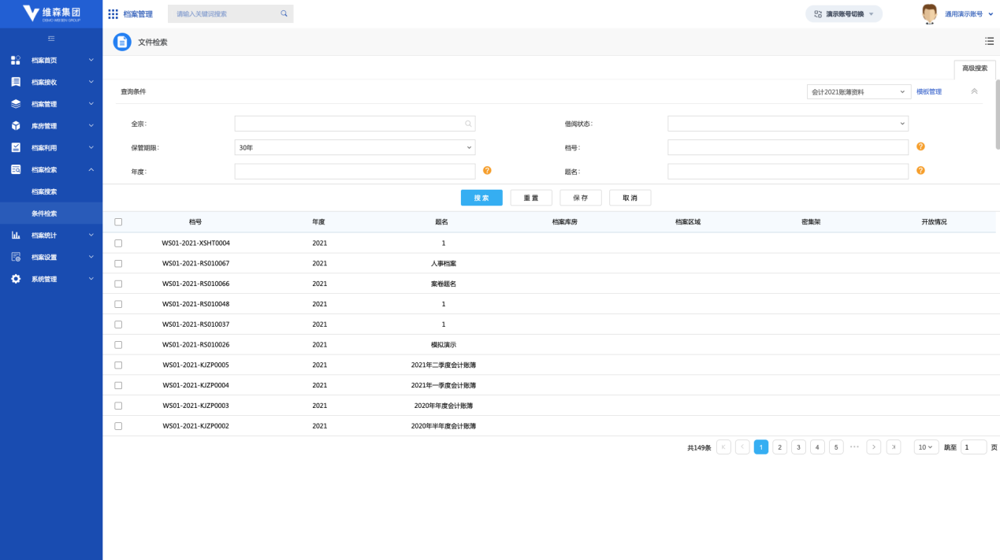 维森集团
DEMO-WEISEN GROUP
档案管理
请输入关键词搜索
演示账号切换
通用演示账号
档案首页
档案接收
档案管理
库房管理
档案利用
档案检索
档案搜索
条件检索
档案统计
档案设置
系统管理
文件检索
高级搜索
查询条件
会计2021账簿资料
模板管理
全宗:
借阅状态:
保管期限:
30年
档号:
?
年度:
?
题名:
?
搜索
重置
保存
取消
档号 年度 题名 档案库房 档案区域 密集架 开放情况
WS01-2021-XSHT0004 2021 1
WS01-2021-RS010067 2021 人事档案
WS01-2021-RS010066 2021 案卷题名
WS01-2021-RS010048 2021 1
WS01-2021-RS010037 2021 1
WS01-2021-RS010026 2021 模拟演示
WS01-2021-KJZP0005 2021 2021年二季度会计账簿
WS01-2021-KJZP0004 2021 2021年一季度会计账簿
WS01-2021-KJZP0003 2021 2020年年度会计账簿
WS01-2021-KJZP0002 2021 2020年半年度会计账簿
共149条 1 2 3 4 5 ··· 10 跳至 1 页